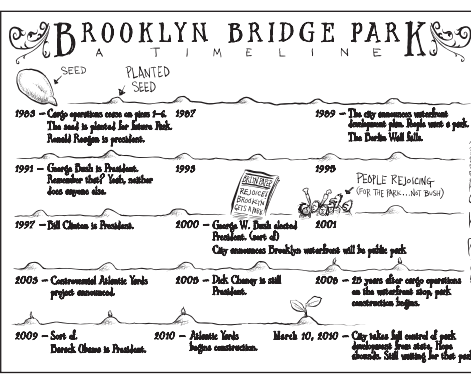 BROOKLYN BRIDGE PARK
A TIMELINE
SEED
PLANTED
SEED
1983 – Cargo operations cease on piers 1–6.
The seed is planted for future Park.
Ronald Reagan is president.
1987
1989 – The city announces waterfront
development plan. People want a park.
The Berlin Wall falls.
1991 – George Bush is President.
Remember that? Yeah, neither
does anyone else.
1993
1995
REJOICE!
BROOKLYN
GETS A PARK
PEOPLE REJOICING
(FOR THE PARK...NOT BUSH)
1997 – Bill Clinton is President.
2000 – George W. Bush elected
President. (sort of)
City announces Brooklyn waterfront will be public park
2001
2003 – Controversial Atlantic Yards
project announced.
2005 – Dick Cheney is still
President.
2008 – 25 years after cargo operations
on the waterfront stop, park
construction begins.
2009 – Sort of.
Barack Obama is President.
2010 – Atlantic Yards
begins construction.
March 10, 2010 – City takes full control of park
development from state. Hope
abounds. Still waiting for that park